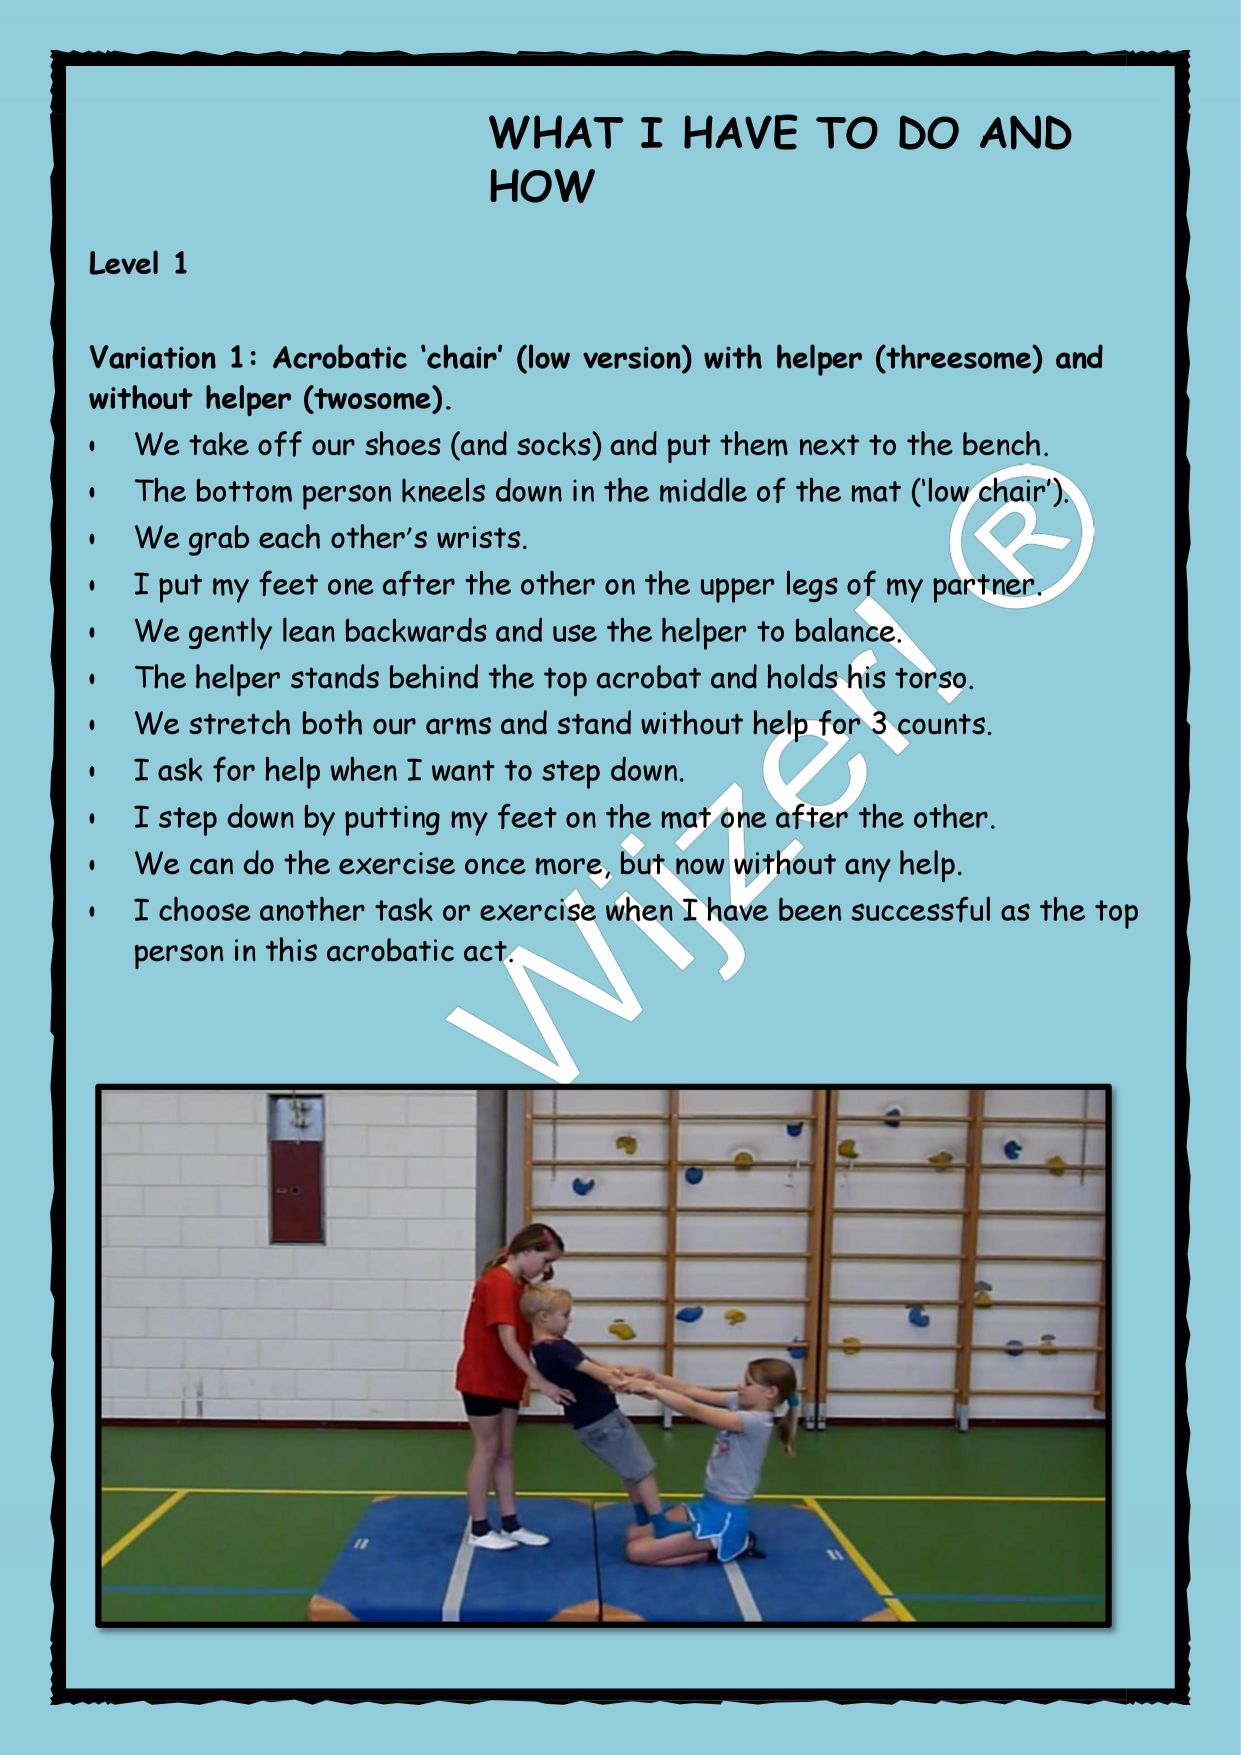 WHAT I HAVE TO DO AND
HOW
Level 1
Variation 1: Acrobatic ‘chair’ (low version) with helper (threesome) and
without helper (twosome).
• We take off our shoes (and socks) and put them next to the bench.
• The bottom person kneels down in the middle of the mat (‘low chair’).
• We grab each other’s wrists.
• I put my feet one after the other on the upper legs of my partner.
• We gently lean backwards and use the helper to balance.
• The helper stands behind the top acrobat and holds his torso.
• We stretch both our arms and stand without help for 3 counts.
• I ask for help when I want to step down.
• I step down by putting my feet on the mat one after the other.
• We can do the exercise once more, but now without any help.
• I choose another task or exercise when I have been successful as the top
person in this acrobatic act.
Wijzer! ®